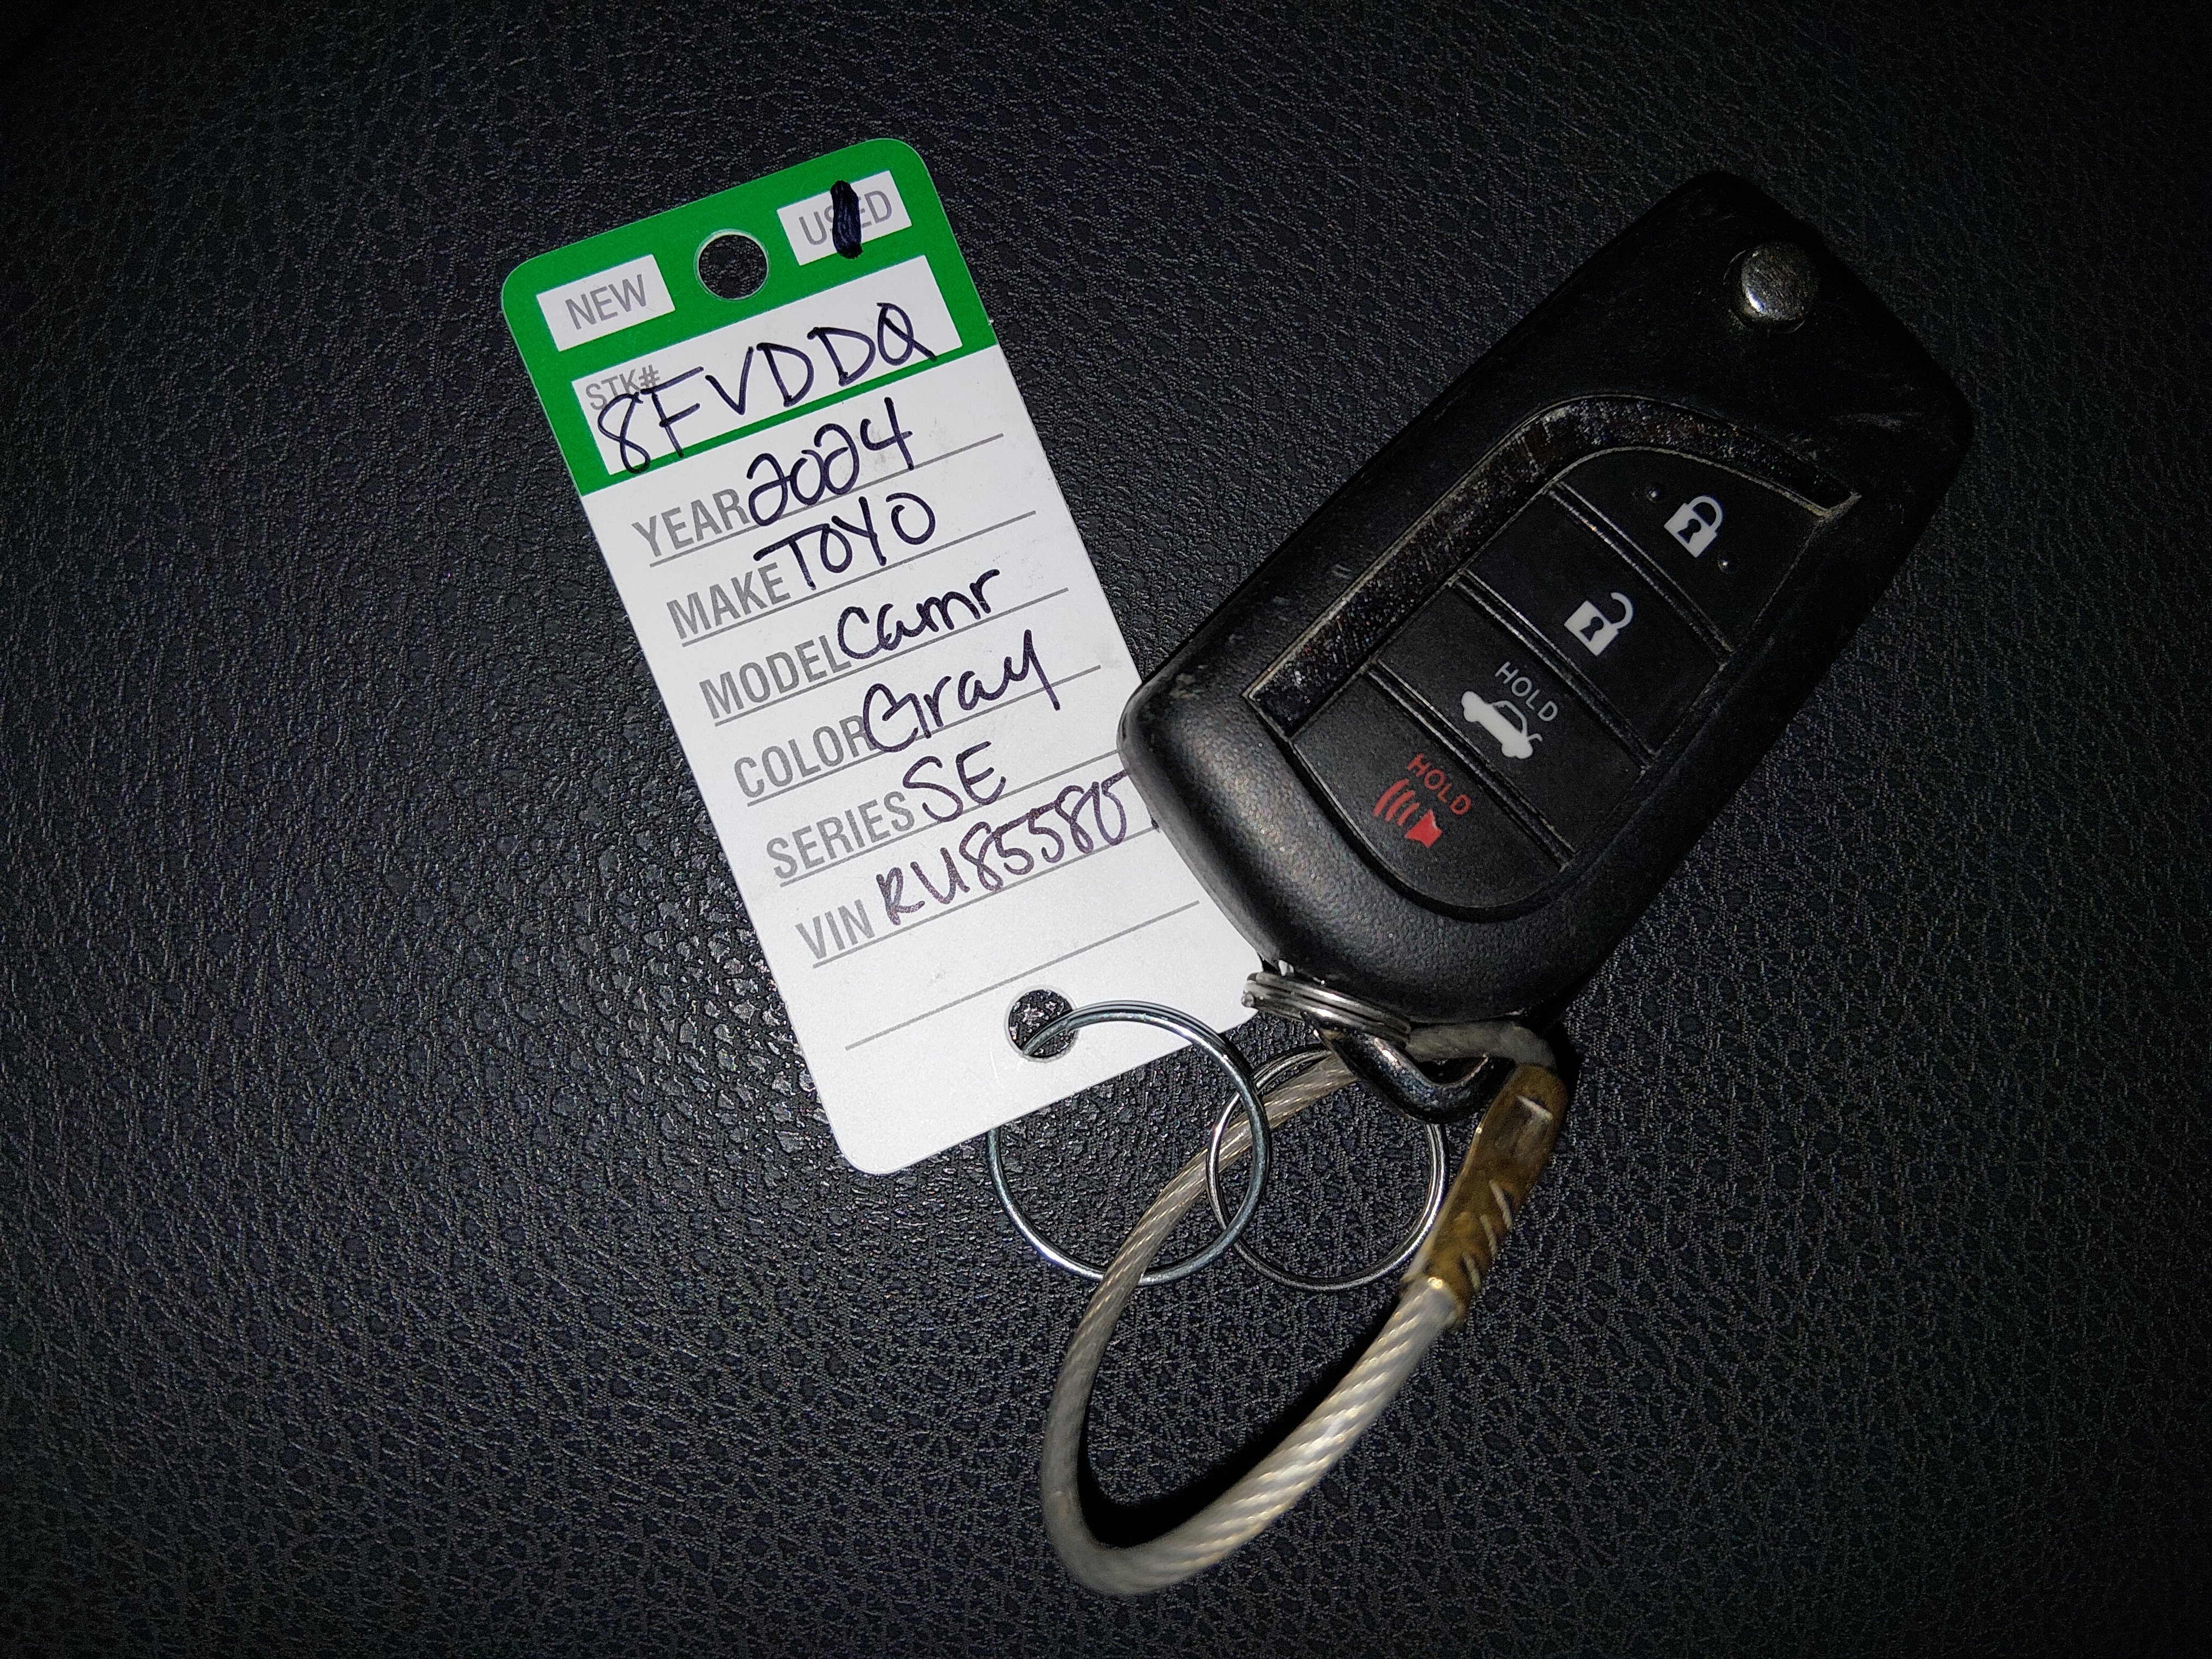 NEW USED
STK#
8FVDDQ
YEAR 2024
MAKE TOYO
MODEL Camr
COLOR Gray
SERIES SE
VIN RU85580
HOLD
HOLD